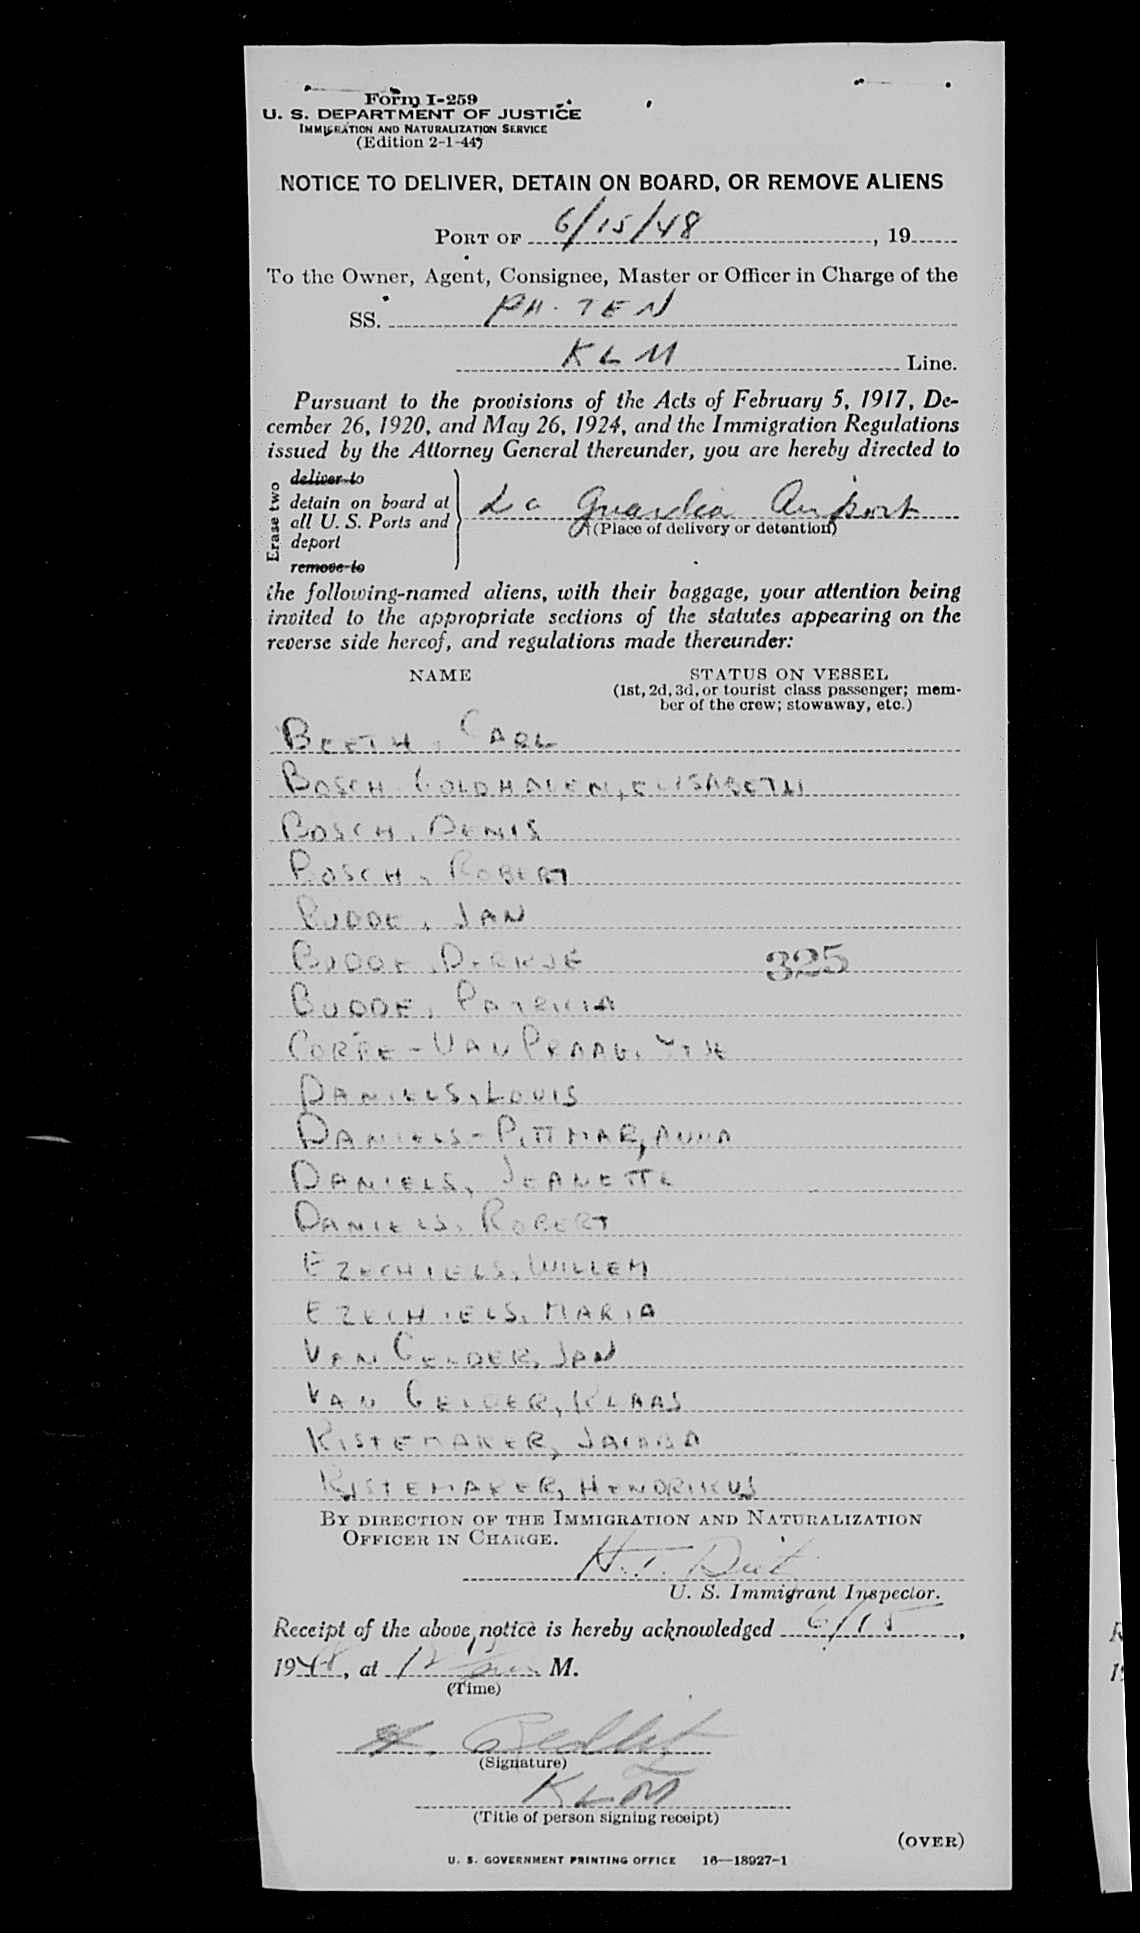 Form I-259
U. S. DEPARTMENT OF JUSTICE
IMMIGRATION AND NATURALIZATION SERVICE
(Edition 2-1-44)
NOTICE TO DELIVER, DETAIN ON BOARD, OR REMOVE ALIENS
PORT OF 6/15/48, 19
To the Owner, Agent, Consignee, Master or Officer in Charge of the
SS. PH. TEN
KLM Line.
Pursuant to the provisions of the Acts of February 5, 1917, De-
cember 26, 1920, and May 26, 1924, and the Immigration Regulations
issued by the Attorney General thereunder, you are hereby directed to
Erase two
deliver to
detain on board at
all U. S. Ports and
deport
remove to
La Guardia Airport
(Place of delivery or detention)
the following-named aliens, with their baggage, your attention being
invited to the appropriate sections of the statutes appearing on the
reverse side hereof, and regulations made thereunder:
NAME STATUS ON VESSEL
(1st, 2d, 3d, or tourist class passenger; mem-
ber of the crew; stowaway, etc.)
BEETH, CARL
BOSCH GOLDHAVEN, ELISABETH
BOSCH, DENIS
BOSCH, ROBERT
BUDDE, JAN
BUDDE, DERKJE 325
BUDDE, PATRICIA
VAN PRAAG,
DANIELS, LOUIS
DANIELS-PITTMAR, ANNA
DANIELS, JEANETTE
DANIELS, ROBERT
EZECHIELS, WILLEM
EZECHIELS, MARIA
VAN GELDER, JAN
VAN GELDER, KLAAS
KISTEMAKER, JACOBA
KISTEMAKER, HENDRIKUS
BY DIRECTION OF THE IMMIGRATION AND NATURALIZATION
OFFICER IN CHARGE.
H. T.
U. S. Immigrant Inspector.
Receipt of the above notice is hereby acknowledged 6/15,
1948, at 12 M.
(Time)
(Signature)
KLM
(Title of person signing receipt)
(OVER)
U. S. GOVERNMENT PRINTING OFFICE 16—18927-1